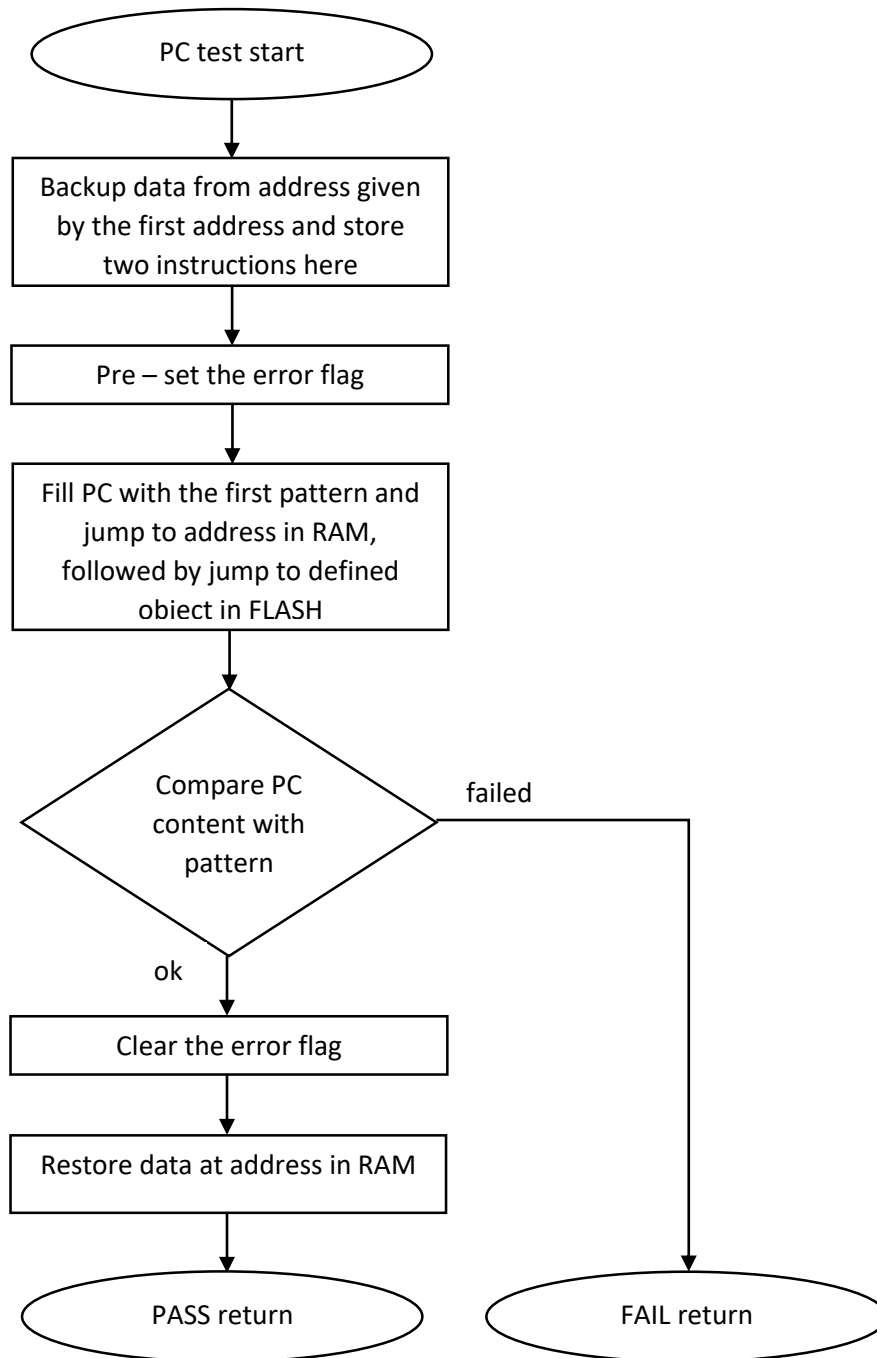 PC test start
Backup data from address given
by the first address and store
two instructions here
Pre – set the error flag
Fill PC with the first pattern and
jump to address in RAM,
followed by jump to defined
object in FLASH
Compare PC
content with
pattern
failed
ok
Clear the error flag
Restore data at address in RAM
PASS return
FAIL return